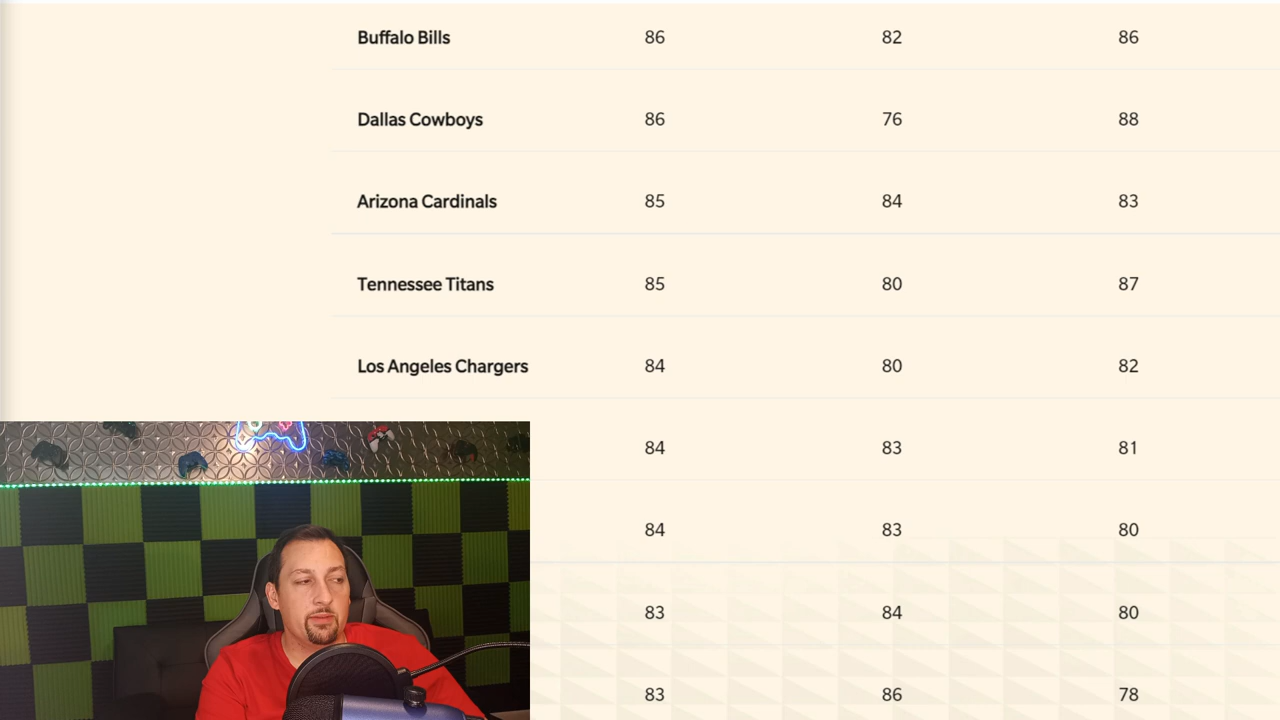 Buffalo Bills 86 82 86
Dallas Cowboys 86 76 88
Arizona Cardinals 85 84 83
Tennessee Titans 85 80 87
Los Angeles Chargers 84 80 82
84 83 81
84 83 80
83 84 80
83 86 78